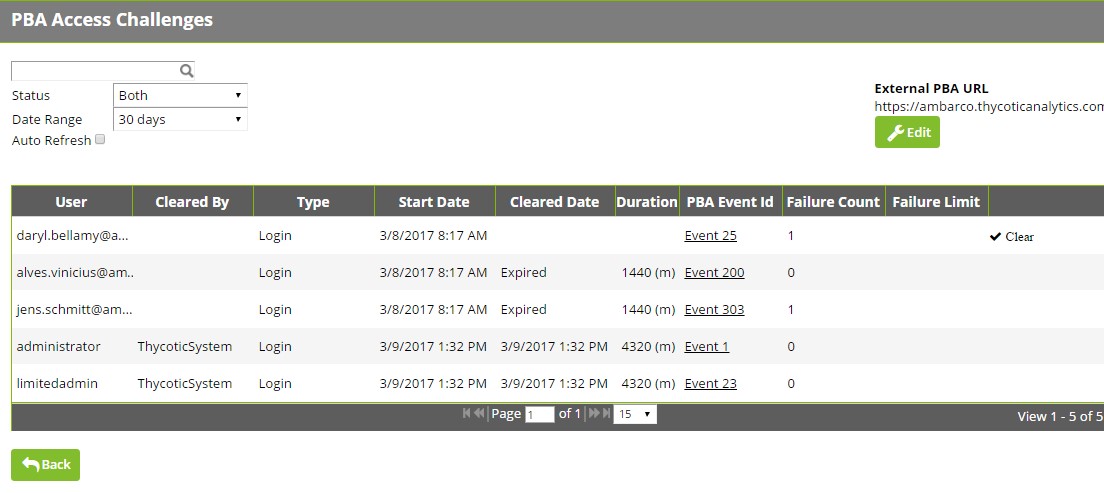 PBA Access Challenges
Status Both
Date Range 30 days
Auto Refresh
External PBA URL
https://ambarco.thycoticanalytics.com
Edit
User Cleared By Type Start Date Cleared Date Duration PBA Event Id Failure Count Failure Limit
daryl.bellamy@a... Login 3/8/2017 8:17 AM Event 25 1 Clear
alves.vinicius@am.. Login 3/8/2017 8:17 AM Expired 1440 (m) Event 200 0
jens.schmitt@am... Login 3/8/2017 8:17 AM Expired 1440 (m) Event 303 1
administrator ThycoticSystem Login 3/9/2017 1:32 PM 3/9/2017 1:32 PM 4320 (m) Event 1 0
limitedadmin ThycoticSystem Login 3/9/2017 1:32 PM 3/9/2017 1:32 PM 4320 (m) Event 23 0
Page 1 of 1 15 View 1 - 5 of 5
Back